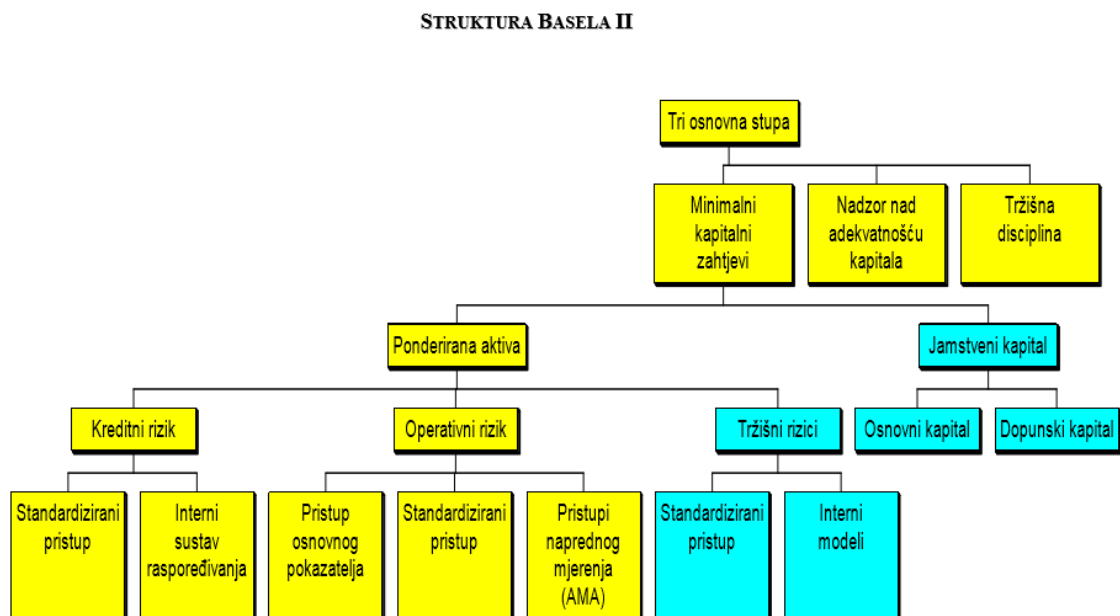 STRUKTURA BASELA II
Tri osnovna stupa
Minimalni
kapitalni
zahtjevi
Nadzor nad
adekvatnošću
kapitala
Tržišna
disciplina
Ponderirana aktiva
Jamstveni kapital
Kreditni rizik
Operativni rizik
Tržišni rizici
Osnovni kapital
Dopunski kapital
Standardizirani
pristup
Interni
sustav
raspoređivanja
Pristup
osnovnog
pokazatelja
Standardizirani
pristup
Pristupi
naprednog
mjerenja
(AMA)
Standardizirani
pristup
Interni
modeli